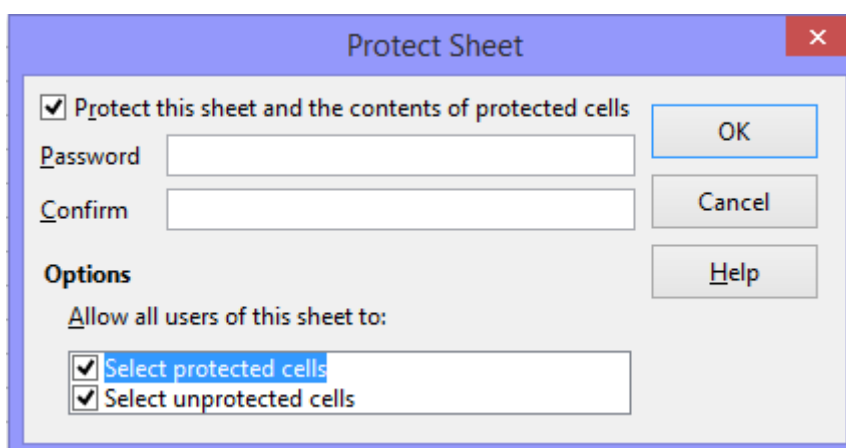 Protect Sheet
Protect this sheet and the contents of protected cells
OK
Password
Confirm
Cancel
Options
Help
Allow all users of this sheet to:
Select protected cells
Select unprotected cells